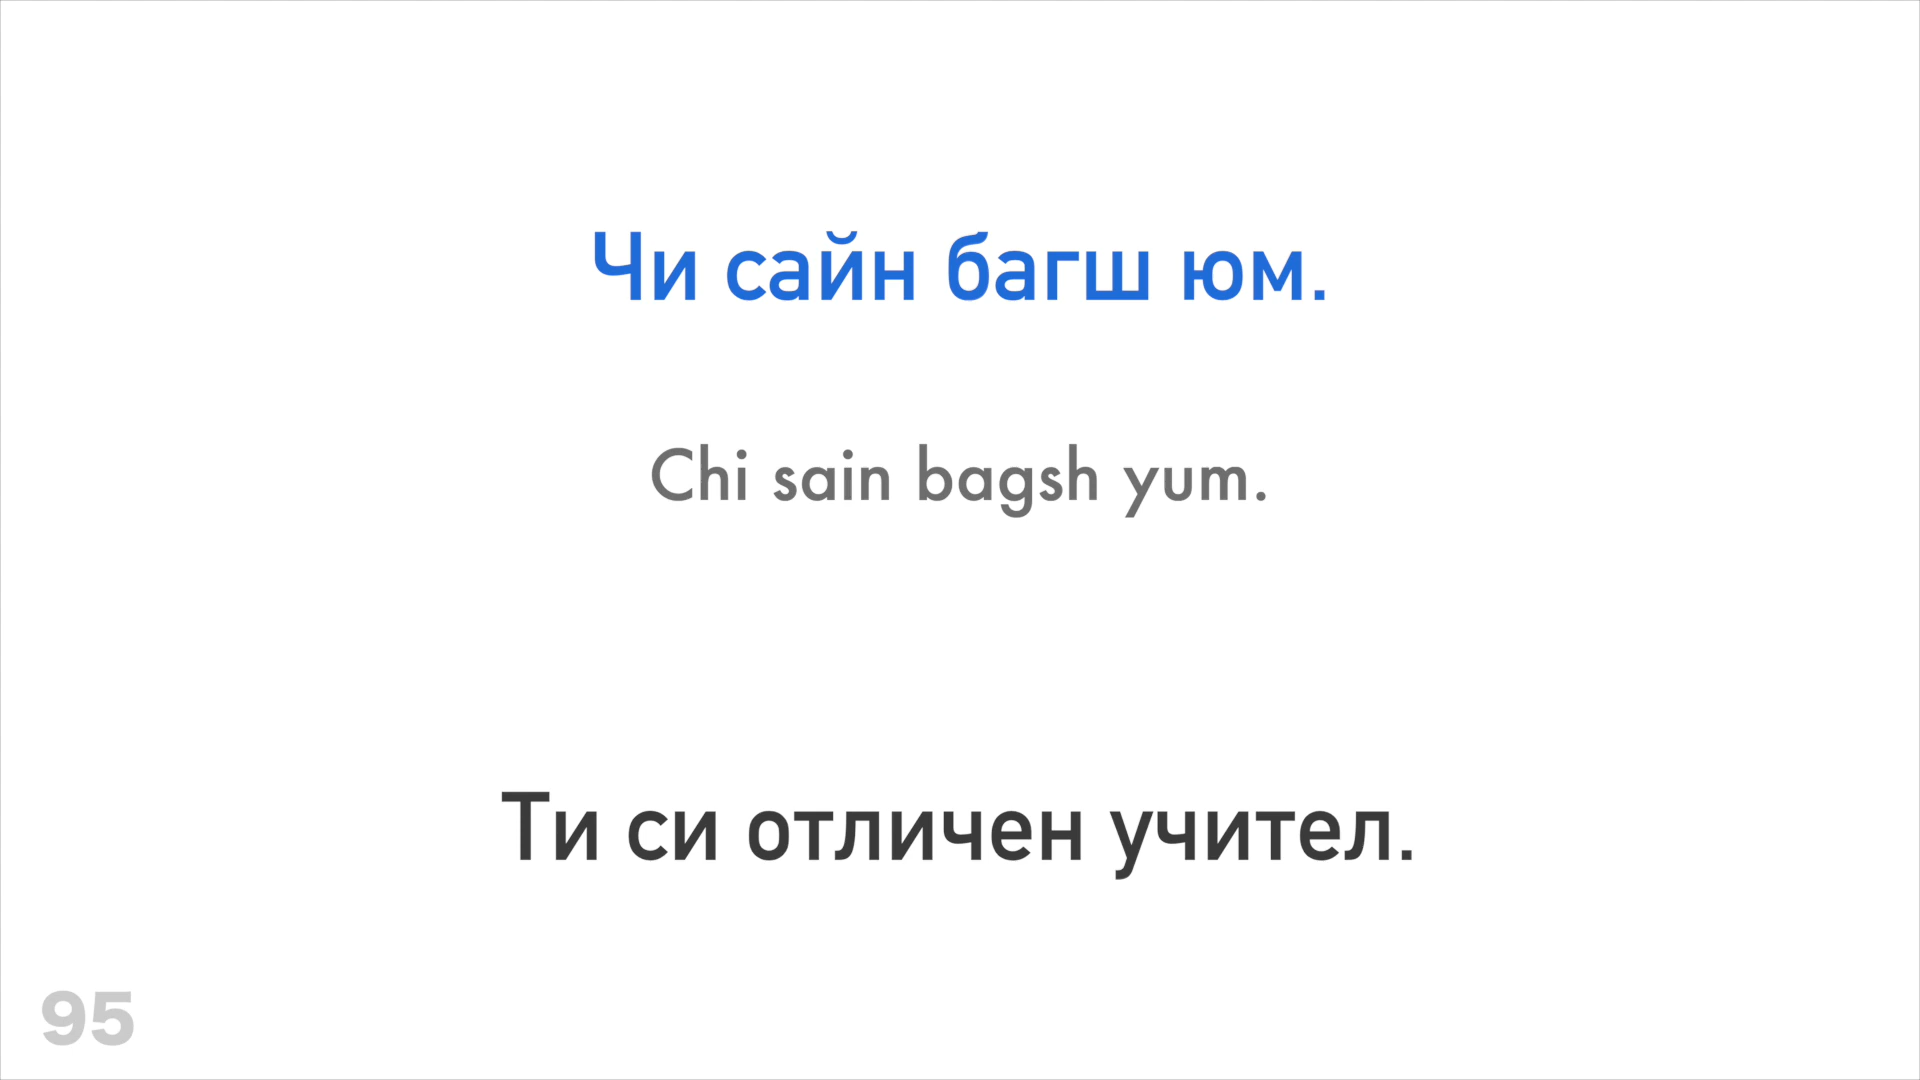 Чи сайн багш юм.
Chi sain bagsh yum.
Ти си отличен учител.
95